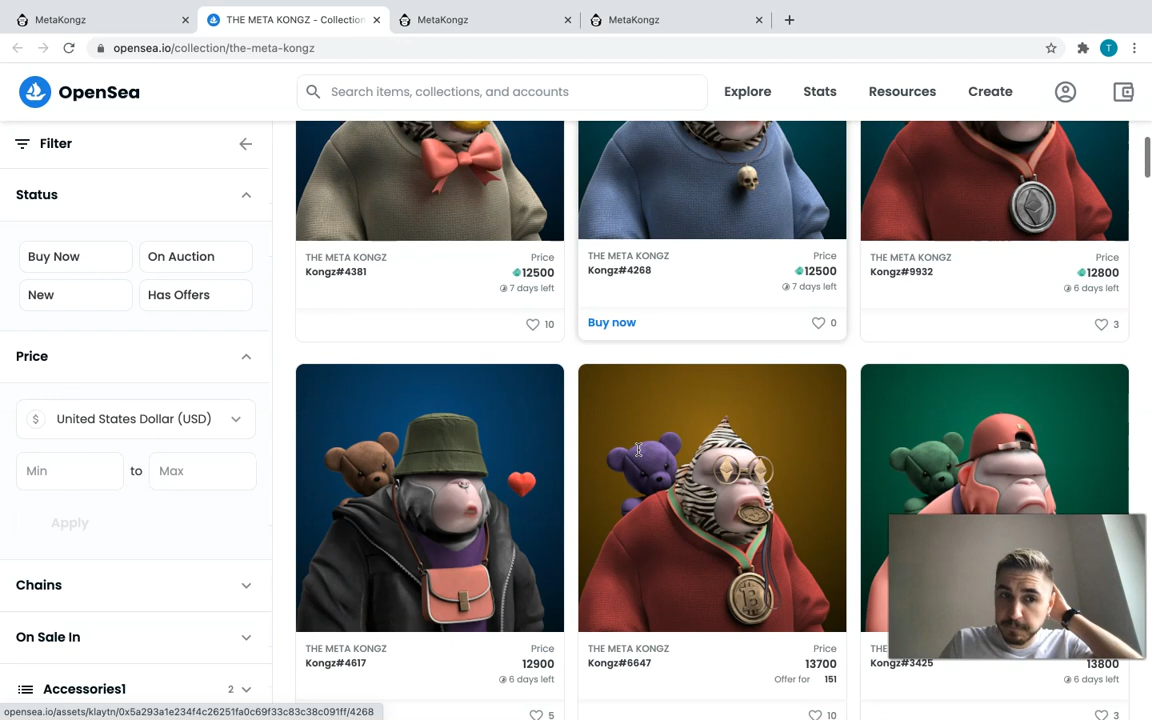 MetaKongz
THE META KONGZ - Collection
MetaKongz
MetaKongz
opensea.io/collection/the-meta-kongz
T
OpenSea
Search items, collections, and accounts
Explore
Stats
Resources
Create
Filter
Status
Buy Now
On Auction
New
Has Offers
Price
$ United States Dollar (USD)
Min
to
Max
Apply
Chains
On Sale In
Accessories1
2
THE META KONGZ
Price
Kongz#4381
12500
7 days left
10
THE META KONGZ
Price
Kongz#4268
12500
7 days left
Buy now
0
THE META KONGZ
Price
Kongz#9932
12800
6 days left
3
THE META KONGZ
Price
Kongz#4617
12900
6 days left
5
THE META KONGZ
Price
Kongz#6647
13700
Offer for 151
10
Kongz#3425
13800
6 days left
3
opensea.io/assets/klaytn/0x5a293a1e234f4c26251fa0c69f33c83c38c091ff/4268